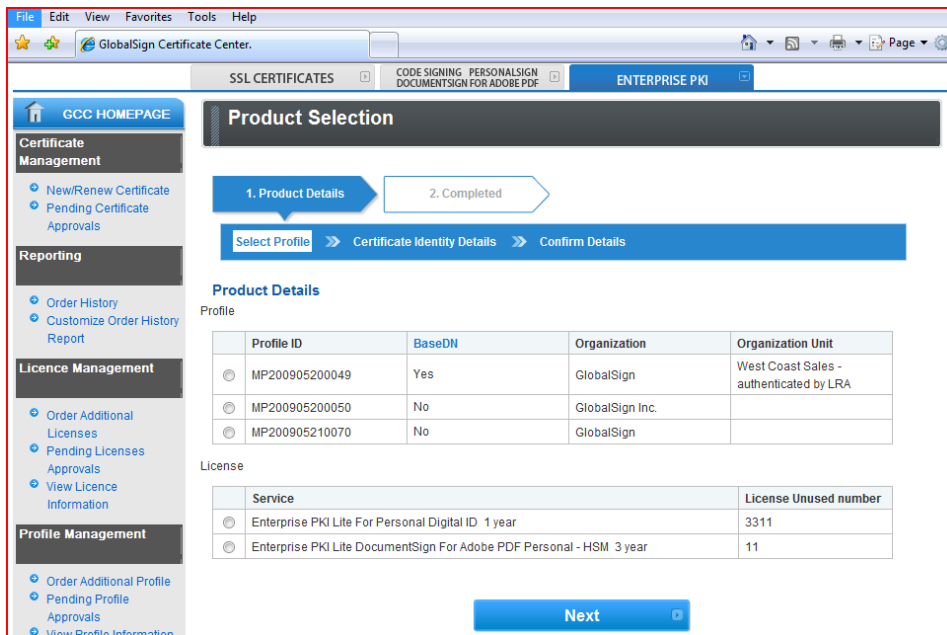 File Edit View Favorites Tools Help
GlobalSign Certificate Center.
Page
SSL CERTIFICATES
CODE SIGNING PERSONALSIGN
DOCUMENTSIGN FOR ADOBE PDF
ENTERPRISE PKI
GCC HOMEPAGE
Certificate
Management
New/Renew Certificate
Pending Certificate
Approvals
Reporting
Order History
Customize Order History
Report
Licence Management
Order Additional
Licenses
Pending Licenses
Approvals
View Licence
Information
Profile Management
Order Additional Profile
Pending Profile
Approvals
View Profile Information
Product Selection
1. Product Details
2. Completed
Select Profile Certificate Identity Details Confirm Details
Product Details
Profile
Profile ID BaseDN Organization Organization Unit
MP200905200049 Yes GlobalSign West Coast Sales -
authenticated by LRA
MP200905200050 No GlobalSign Inc.
MP200905210070 No GlobalSign
License
Service License Unused number
Enterprise PKI Lite For Personal Digital ID 1 year 3311
Enterprise PKI Lite DocumentSign For Adobe PDF Personal - HSM 3 year 11
Next